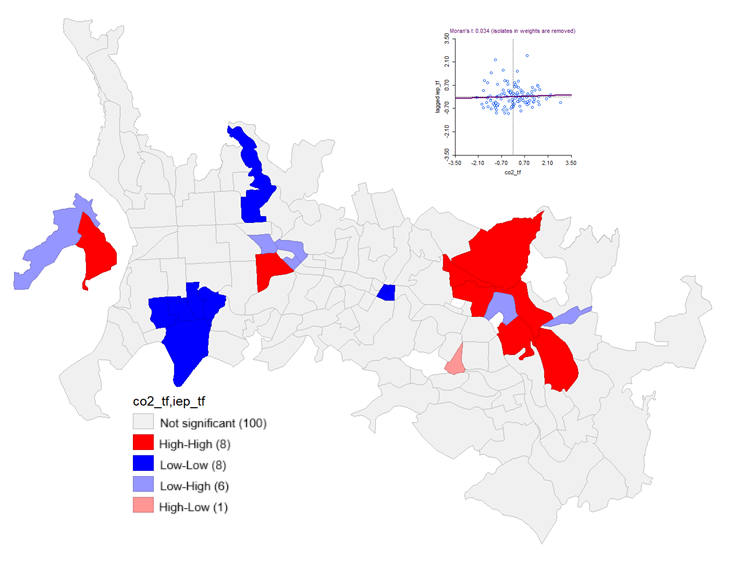 Moran's I: 0.034 (isolates in weights are removed)
3.50
2.10
0.70
-0.70
-2.10
-3.50
lagged iep_tf
-3.50 -2.10 -0.70 0.70 2.10 3.50
co2_tf
co2_tf,iep_tf
Not significant (100)
High-High (8)
Low-Low (8)
Low-High (6)
High-Low (1)